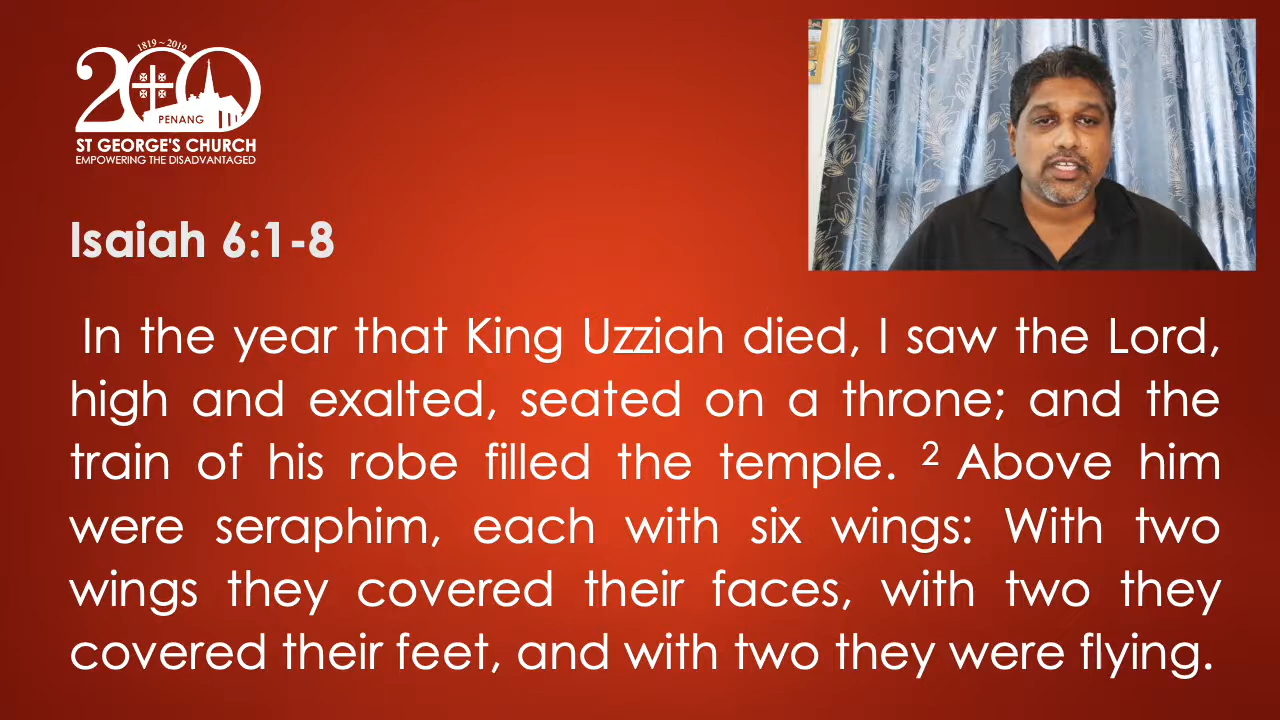 1819 ~ 2019
200
PENANG
ST GEORGE'S CHURCH
EMPOWERING THE DISADVANTAGED
Isaiah 6:1-8
In the year that King Uzziah died, I saw the Lord,
high and exalted, seated on a throne; and the
train of his robe filled the temple. ² Above him
were seraphim, each with six wings: With two
wings they covered their faces, with two they
covered their feet, and with two they were flying.